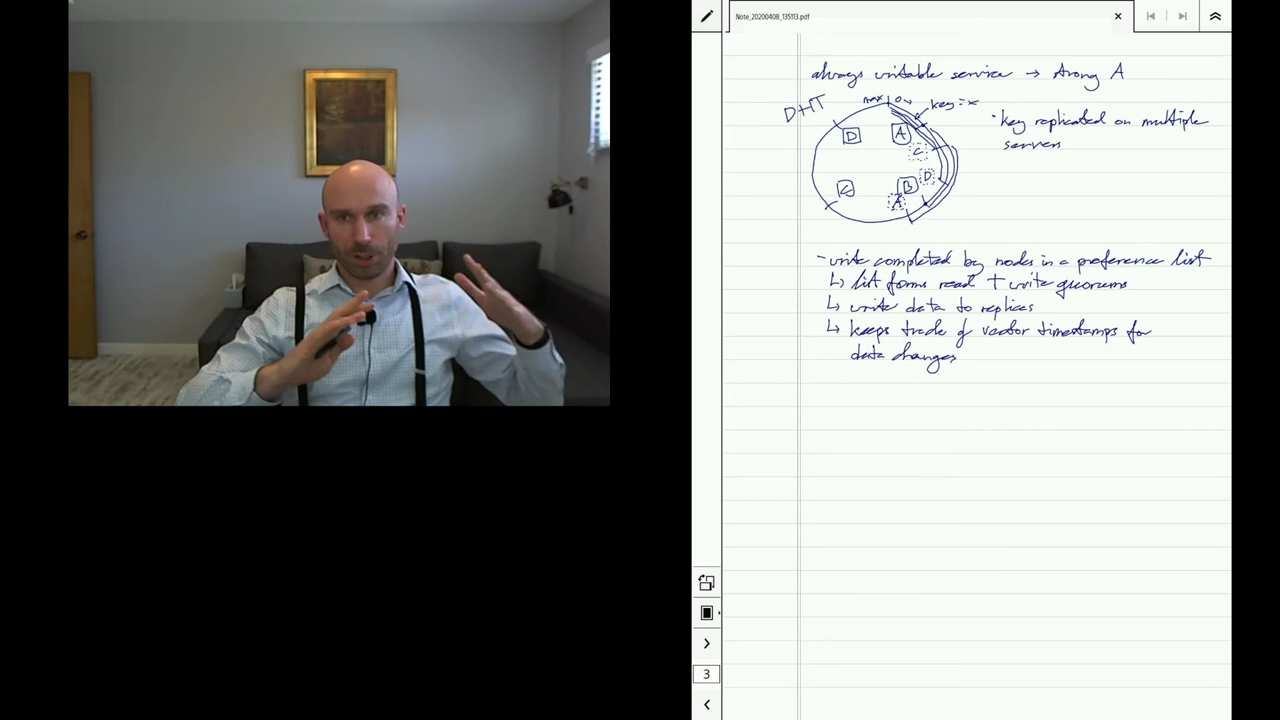 Note_20200408_135113.pdf
always writable service → strong A
DHT
max | 0
key = x
• key replicated on multiple
servers
D
A
C
D
C
B
A
- write completed by nodes in a preference list
↳ list forms read + write quorums
↳ write data to replicas
↳ keeps track of vector timestamps for
data changes
3